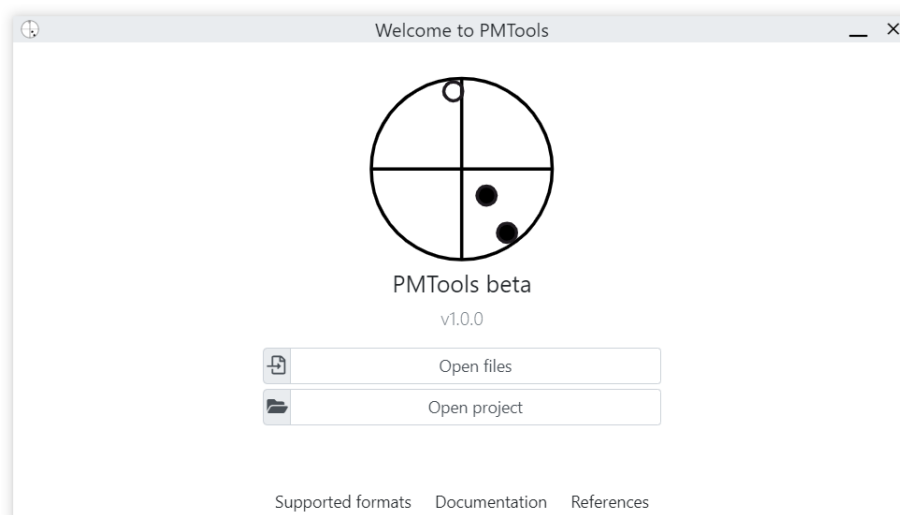 Welcome to PMTools
PMTools beta
v1.0.0
Open files
Open project
Supported formats Documentation References